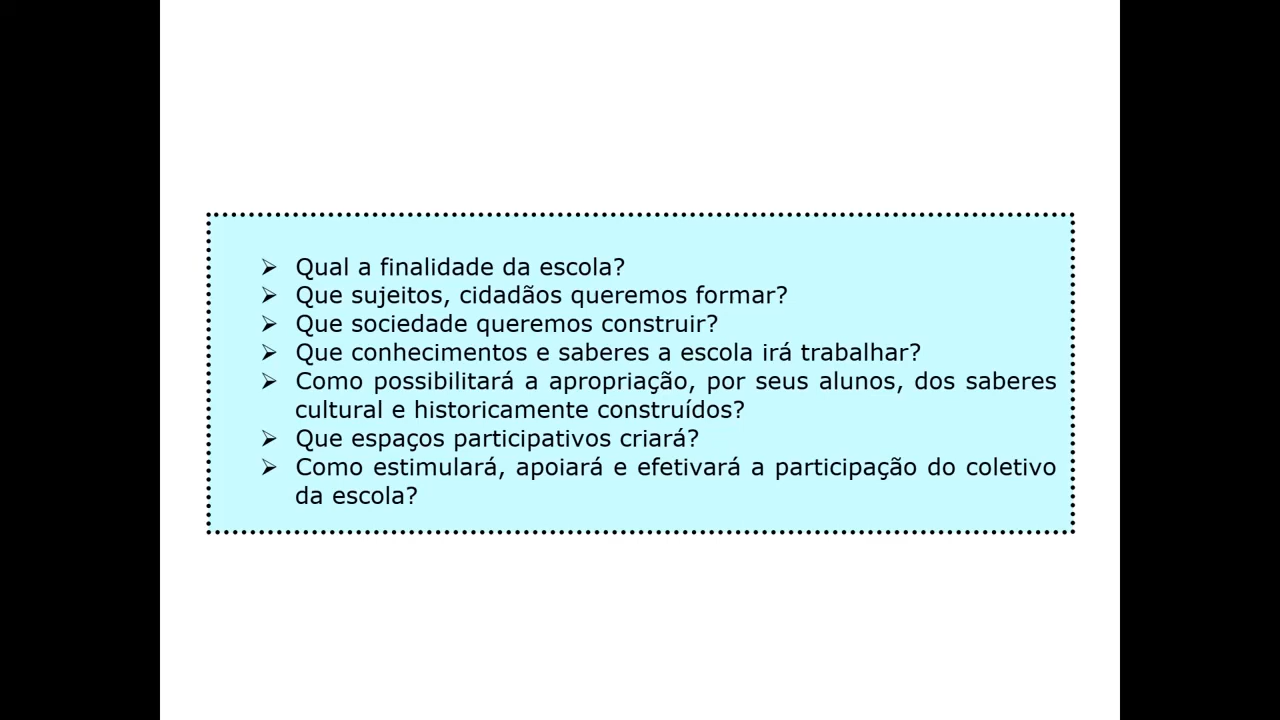 ➢ Qual a finalidade da escola?
➢ Que sujeitos, cidadãos queremos formar?
➢ Que sociedade queremos construir?
➢ Que conhecimentos e saberes a escola irá trabalhar?
➢ Como possibilitará a apropriação, por seus alunos, dos saberes
cultural e historicamente construídos?
➢ Que espaços participativos criará?
➢ Como estimulará, apoiará e efetivará a participação do coletivo
da escola?